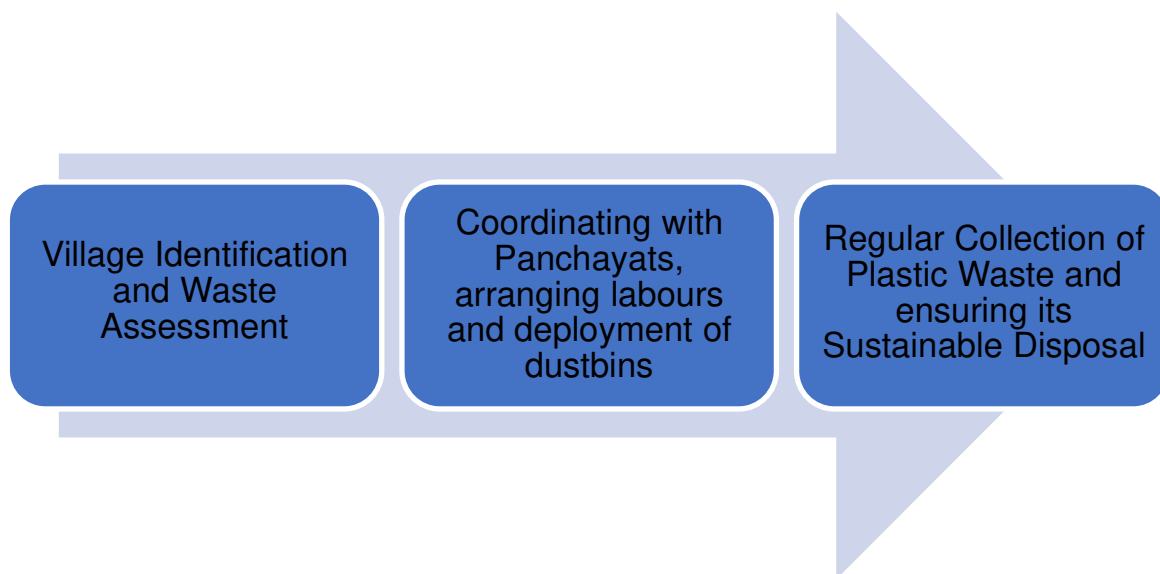 Village Identification
and Waste
Assessment
Coordinating with
Panchayats,
arranging labours
and deployment of
dustbins
Regular Collection of
Plastic Waste and
ensuring its
Sustainable Disposal